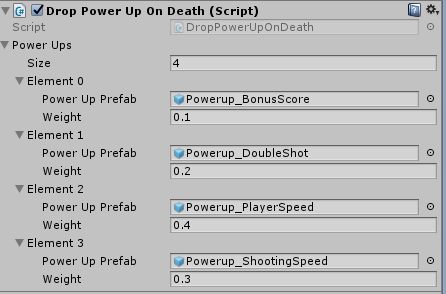 Drop Power Up On Death (Script)
Script DropPowerUpOnDeath
Power Ups
Size 4
Element 0
Power Up Prefab Powerup_BonusScore
Weight 0.1
Element 1
Power Up Prefab Powerup_DoubleShot
Weight 0.2
Element 2
Power Up Prefab Powerup_PlayerSpeed
Weight 0.4
Element 3
Power Up Prefab Powerup_ShootingSpeed
Weight 0.3